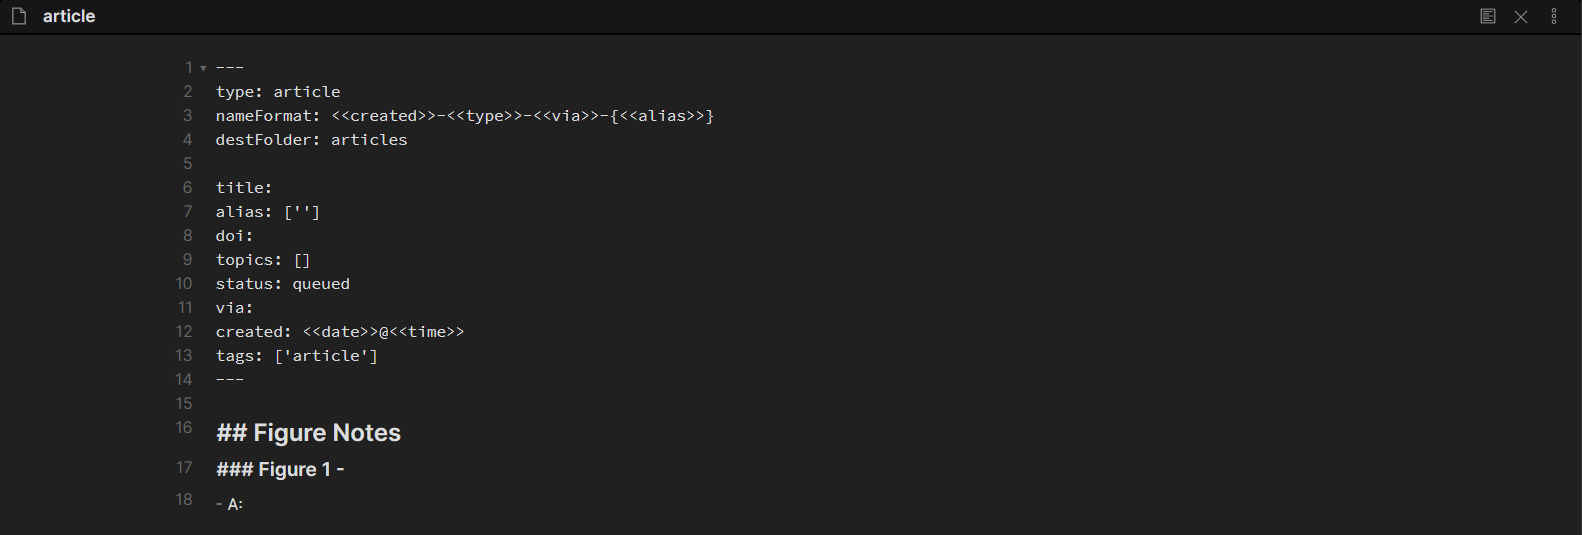 article
1 ---
2 type: article
3 nameFormat: <<created>>-<<type>>-<<via>>-{<<alias>>}
4 destFolder: articles
5
6 title:
7 alias: ['']
8 doi:
9 topics: []
10 status: queued
11 via:
12 created: <<date>>@<<time>>
13 tags: ['article']
14 ---
15
16 ## Figure Notes
17 ### Figure 1 -
18 - A: